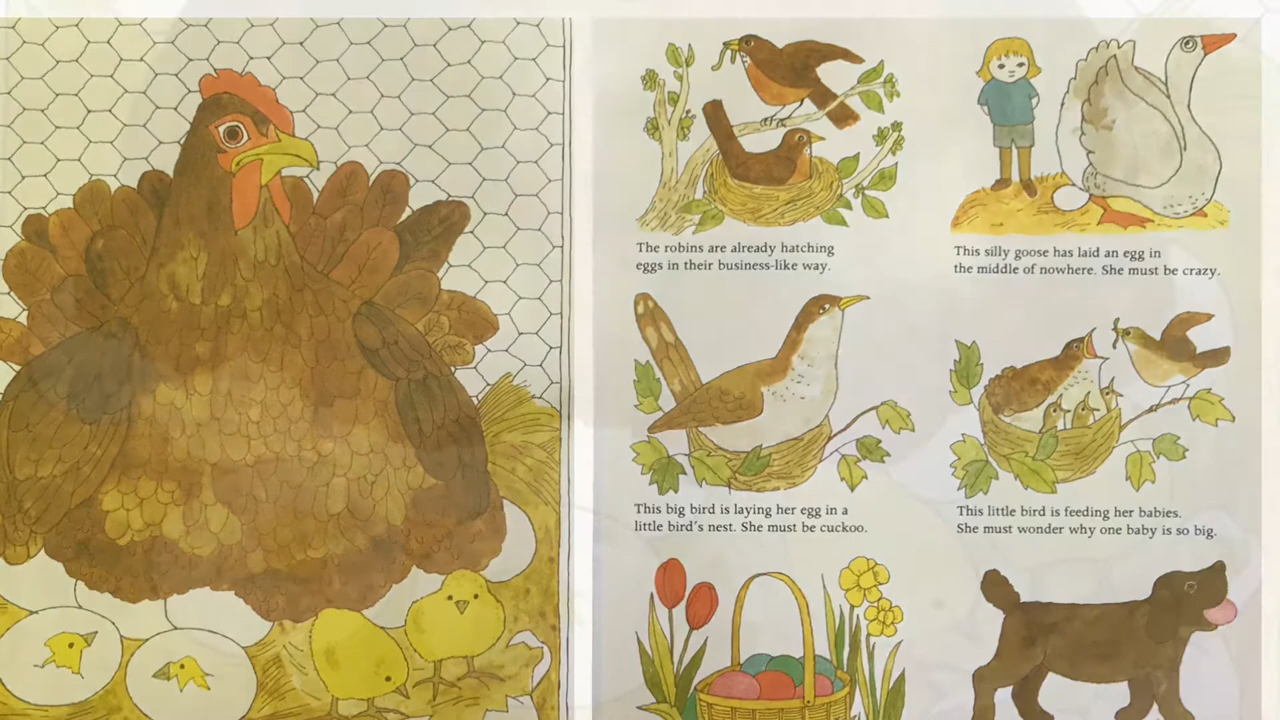 The robins are already hatching
eggs in their business-like way.
This silly goose has laid an egg in
the middle of nowhere. She must be crazy.
This big bird is laying her egg in a
little bird's nest. She must be cuckoo.
This little bird is feeding her babies.
She must wonder why one baby is so big.